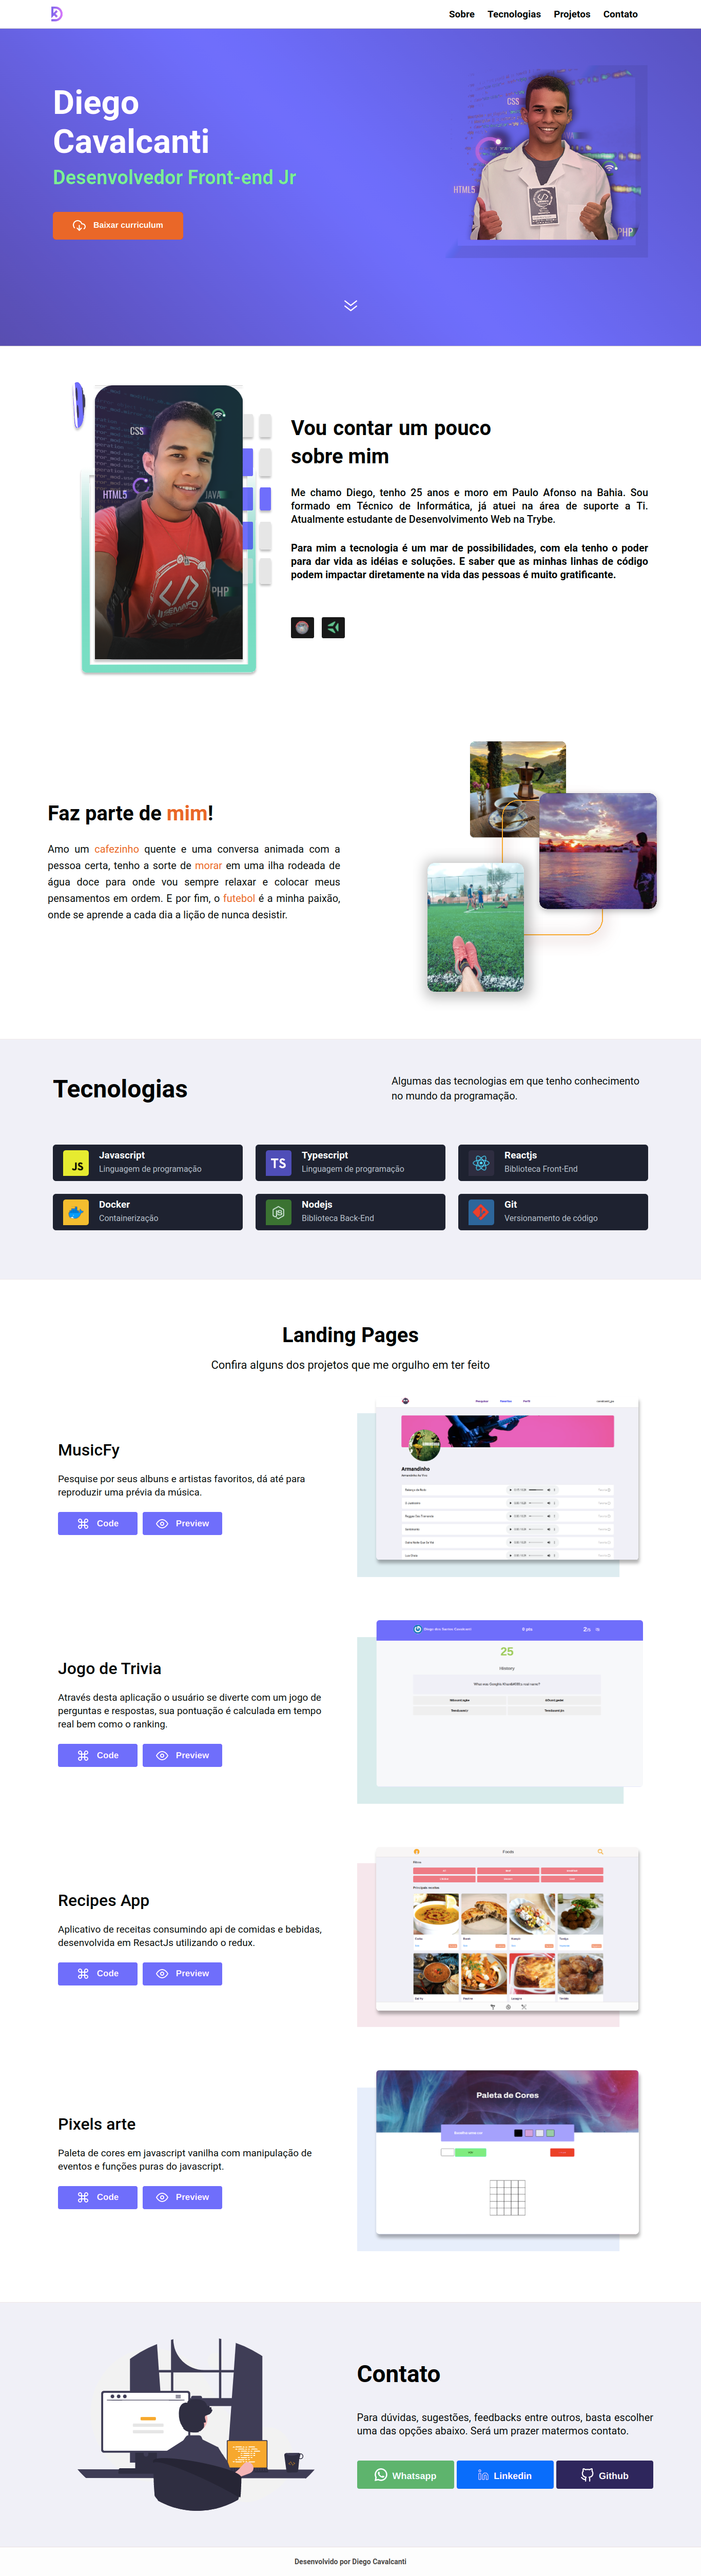 Sobre Tecnologias Projetos Contato
Diego
Cavalcanti
Desenvolvedor Front-end Jr
Baixar curriculum
CSS
HTML5
PHP
CSS
HTML5
JAVA
PHP
Vou contar um pouco
sobre mim
Me chamo Diego, tenho 25 anos e moro em Paulo Afonso na Bahia. Sou
formado em Técnico de Informática, já atuei na área de suporte a Ti.
Atualmente estudante de Desenvolvimento Web na Trybe.
Para mim a tecnologia é um mar de possibilidades, com ela tenho o poder
para dar vida as idéias e soluções. E saber que as minhas linhas de código
podem impactar diretamente na vida das pessoas é muito gratificante.
Faz parte de mim!
Amo um cafezinho quente e uma conversa animada com a
pessoa certa, tenho a sorte de morar em uma ilha rodeada de
água doce para onde vou sempre relaxar e colocar meus
pensamentos em ordem. E por fim, o futebol é a minha paixão,
onde se aprende a cada dia a lição de nunca desistir.
Tecnologias
Algumas das tecnologias em que tenho conhecimento
no mundo da programação.
JS
Javascript
Linguagem de programação
TS
Typescript
Linguagem de programação
Reactjs
Biblioteca Front-End
Docker
Containerização
Nodejs
Biblioteca Back-End
Git
Versionamento de código
Landing Pages
Confira alguns dos projetos que me orgulho em ter feito
MusicFy
Pesquise por seus albuns e artistas favoritos, dá até para
reproduzir uma prévia da música.
Code
Preview
Armandinho
Jogo de Trivia
Através desta aplicação o usuário se diverte com um jogo de
perguntas e respostas, sua pontuação é calculada em tempo
real bem como o ranking.
Code
Preview
25
History
Recipes App
Aplicativo de receitas consumindo api de comidas e bebidas,
desenvolvida em ResactJs utilizando o redux.
Code
Preview
Foods
Pixels arte
Paleta de cores em javascript vanilha com manipulação de
eventos e funções puras do javascript.
Code
Preview
Paleta de Cores
Contato
Para dúvidas, sugestões, feedbacks entre outros, basta escolher
uma das opções abaixo. Será um prazer matermos contato.
Whatsapp
Linkedin
Github
Desenvolvido por Diego Cavalcanti